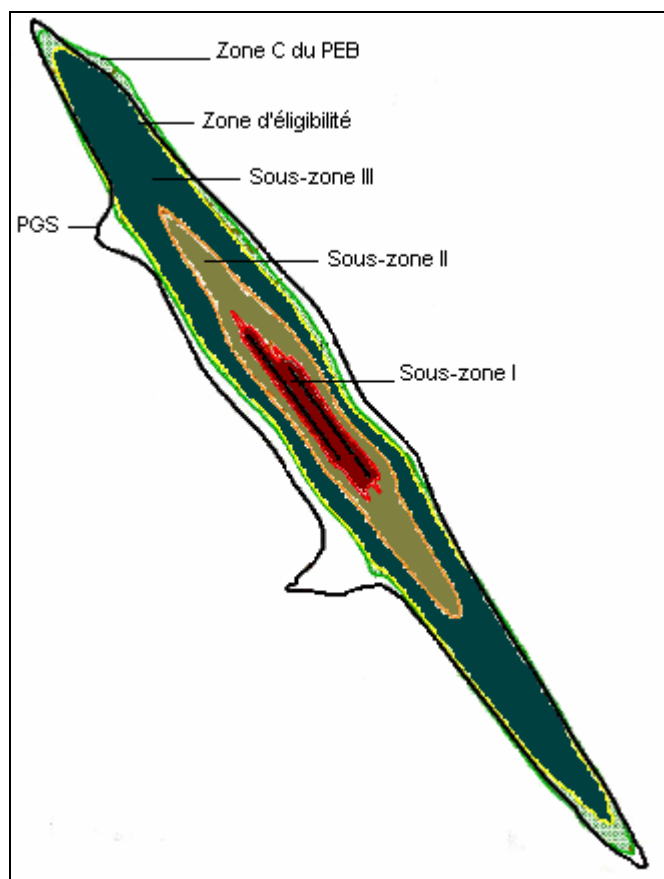 Zone C du PEB
Zone d'éligibilité
Sous-zone III
PGS
Sous-zone II
Sous-zone I